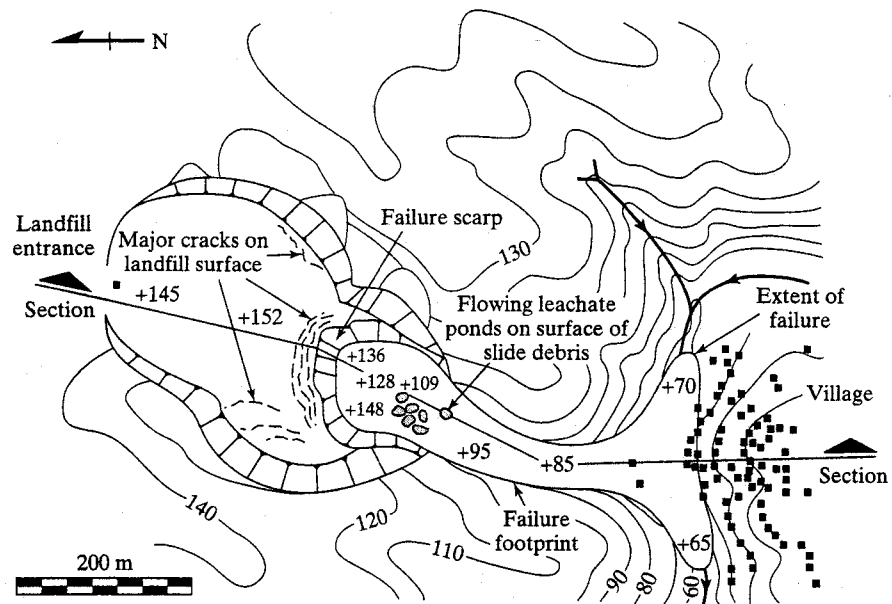 N
Landfill
entrance
Section
+145
Major cracks on
landfill surface
+152
Failure scarp
130
Flowing leachate
ponds on surface of
slide debris
Extent of
failure
+136
+128
+109
+148
+70
Village
+95
+85
Section
140
120
110
Failure
footprint
+65
90
80
60
200 m